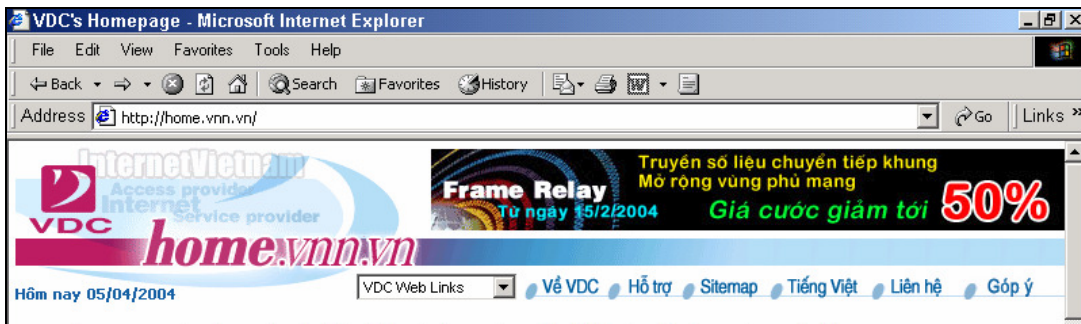 VDC's Homepage - Microsoft Internet Explorer
File Edit View Favorites Tools Help
Back Search Favorites History
Address http://home.vnn.vn/ Go Links »
InternetVietnam
Access provider
Internet
Service provider
VDC
home.vnn.vn
Frame Relay
Truyền số liệu chuyển tiếp khung
Mở rộng vùng phủ mạng
Từ ngày 15/2/2004 Giá cước giảm tới 50%
Hôm nay 05/04/2004
VDC Web Links Về VDC Hỗ trợ Sitemap Tiếng Việt Liên hệ Góp ý